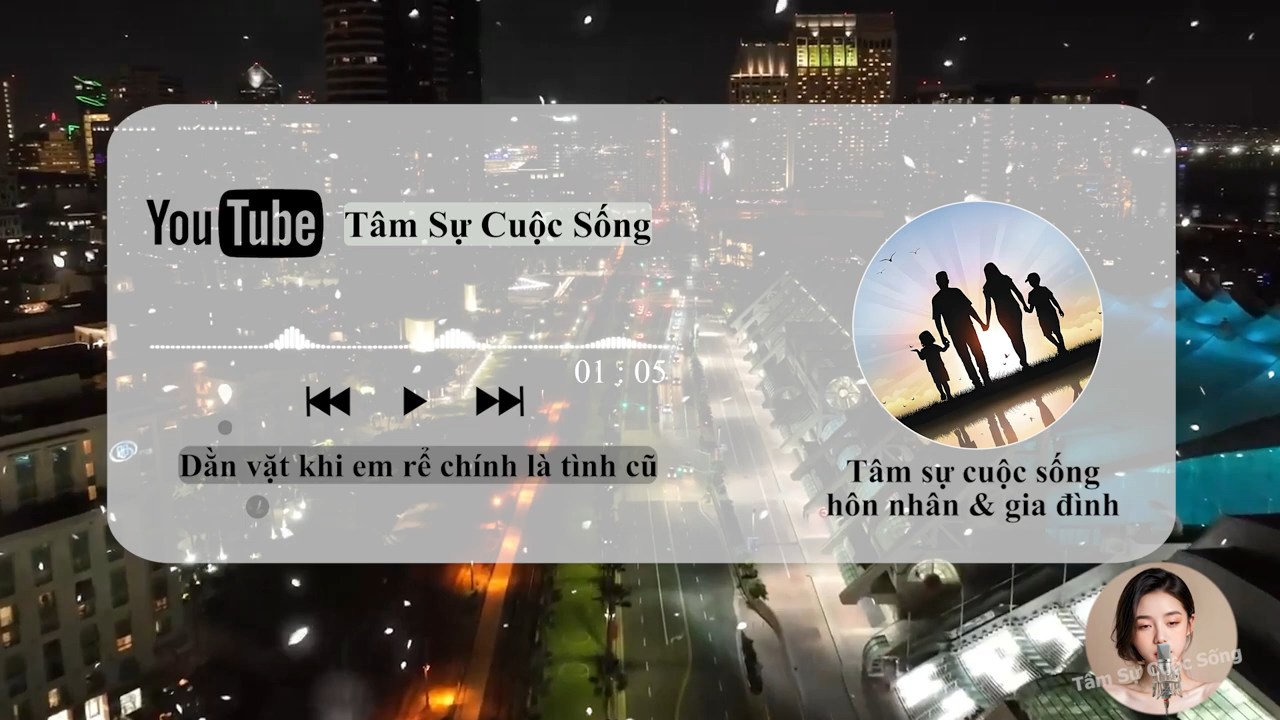 YouTube
Tâm Sự Cuộc Sống
01 : 05
Dằn vặt khi em rể chính là tình cũ
Tâm sự cuộc sống
hôn nhân & gia đình
Tâm Sự Cuộc Sống